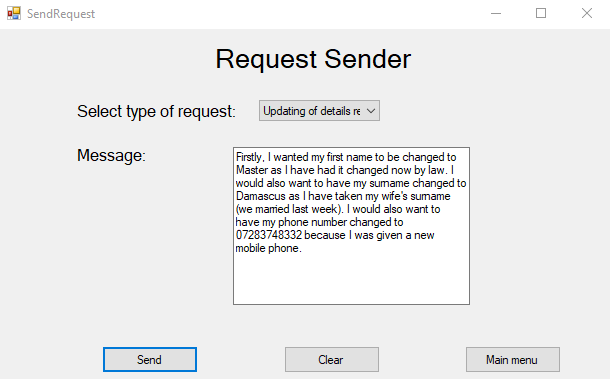 SendRequest
Request Sender
Select type of request:
Updating of details re
Message:
Firstly, I wanted my first name to be changed to
Master as I have had it changed now by law. I
would also want to have my surname changed to
Damascus as I have taken my wife's surname
(we married last week). I would also want to
have my phone number changed to
07283748332 because I was given a new
mobile phone.
Send
Clear
Main menu